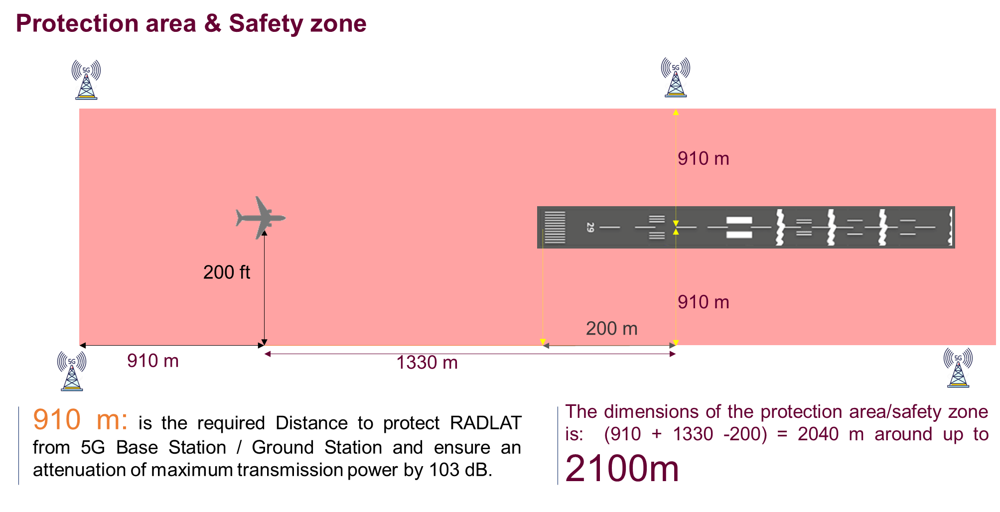 Protection area & Safety zone
5G
5G
910 m
29
200 ft
910 m
200 m
5G
910 m
1330 m
5G
910 m: is the required Distance to protect RADLAT
from 5G Base Station / Ground Station and ensure an
attenuation of maximum transmission power by 103 dB.
The dimensions of the protection area/safety zone
is: (910 + 1330 -200) = 2040 m around up to
2100m